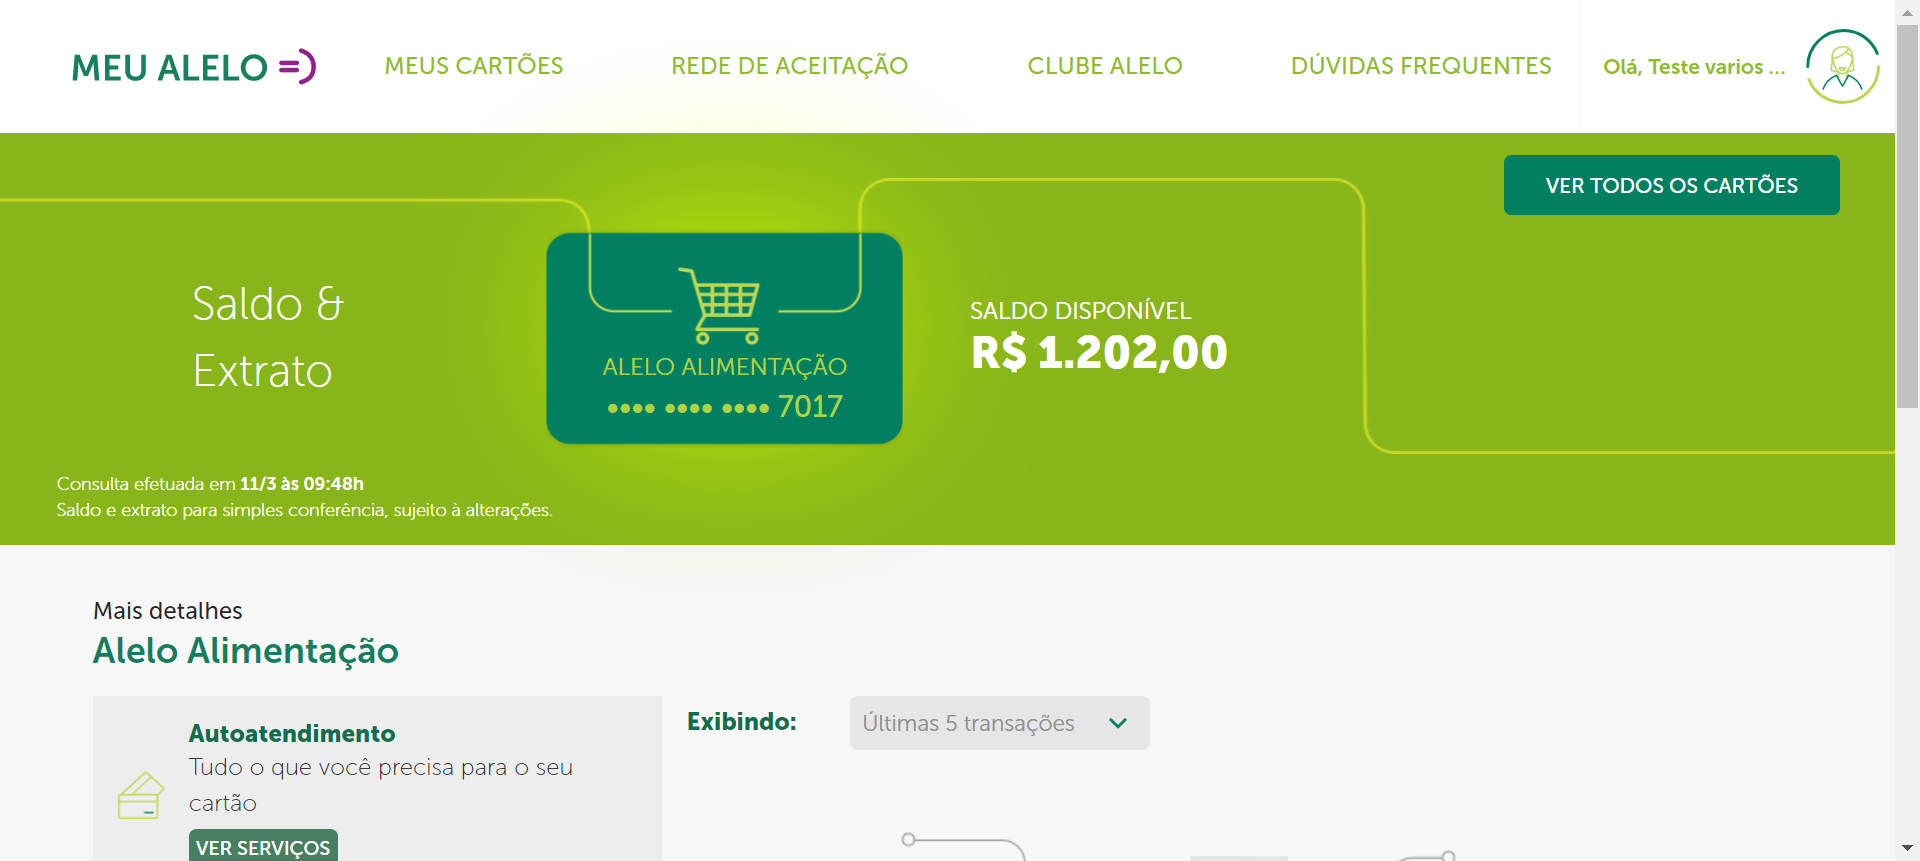 MEU ALELO
MEUS CARTÕES
REDE DE ACEITAÇÃO
CLUBE ALELO
DÚVIDAS FREQUENTES
Olá, Teste varios ...
VER TODOS OS CARTÕES
Saldo &
Extrato
ALELO ALIMENTAÇÃO
•••• •••• •••• 7017
SALDO DISPONÍVEL
R$ 1.202,00
Consulta efetuada em 11/3 às 09:48h
Saldo e extrato para simples conferência, sujeito à alterações.
Mais detalhes
Alelo Alimentação
Autoatendimento
Tudo o que você precisa para o seu
cartão
VER SERVIÇOS
Exibindo:
Últimas 5 transações